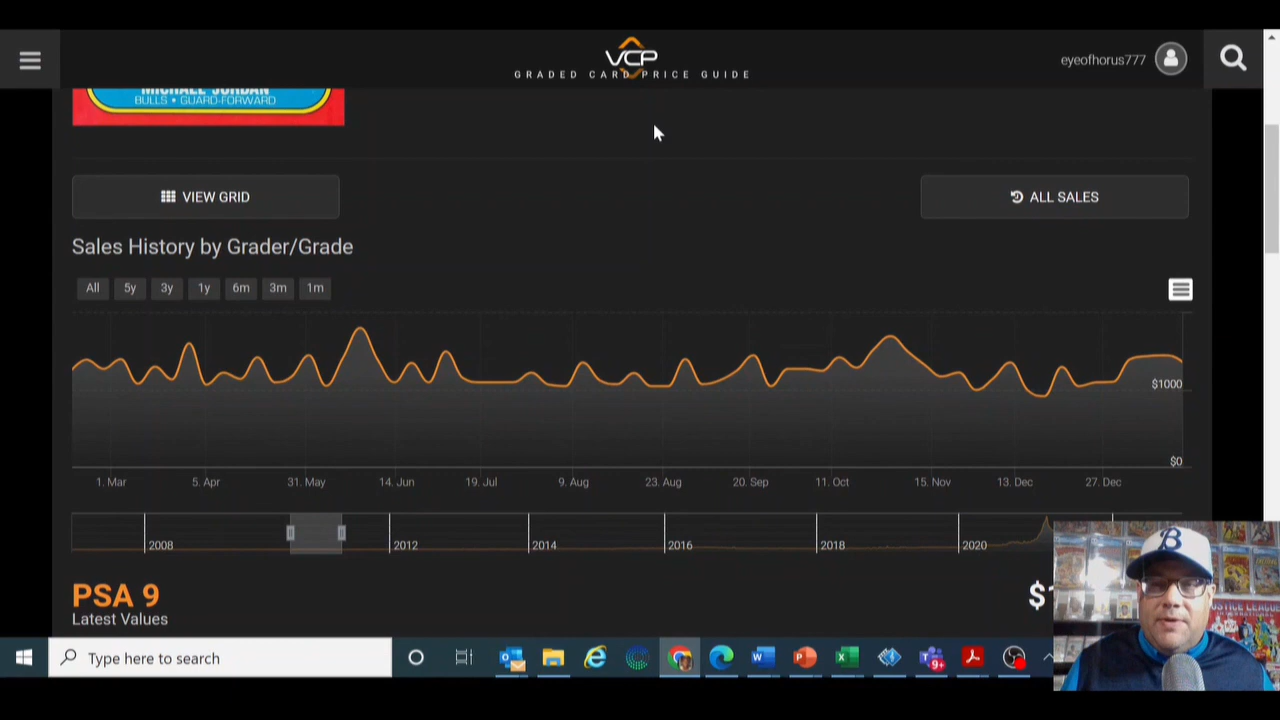 VCP
GRADED CARD PRICE GUIDE
eyeofhorus777
MICHAEL JORDAN
BULLS • GUARD-FORWARD
VIEW GRID
ALL SALES
Sales History by Grader/Grade
All 5y 3y 1y 6m 3m 1m
$1000
$0
1. Mar 5. Apr 31. May 14. Jun 19. Jul 9. Aug 23. Aug 20. Sep 11. Oct 15. Nov 13. Dec 27. Dec
2008 2012 2014 2016 2018 2020
PSA 9
Latest Values
B
JUSTICE LEAGUE
Type here to search
9+